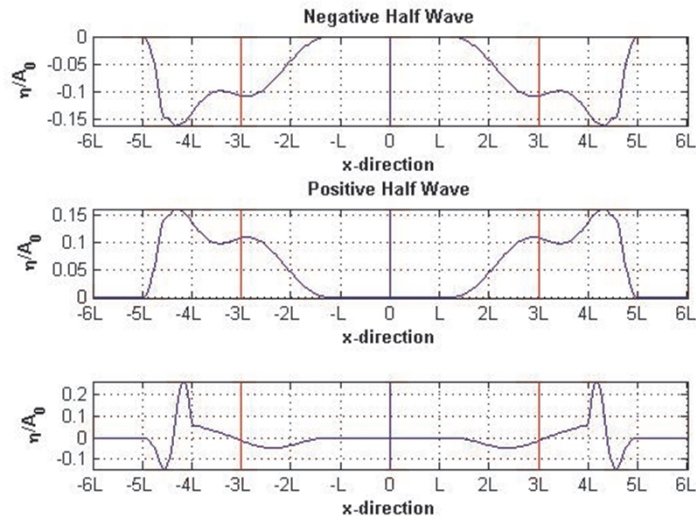 Negative Half Wave
0
-0.05
-0.1
-0.15
η/A0
-6L -5L -4L -3L -2L -L 0 L 2L 3L 4L 5L 6L
x-direction
Positive Half Wave
0.15
0.1
0.05
0
η/A0
-6L -5L -4L -3L -2L -L 0 L 2L 3L 4L 5L 6L
x-direction
0.2
0.1
0
-0.1
η/A0
-6L -5L -4L -3L -2L -L 0 L 2L 3L 4L 5L 6L
x-direction